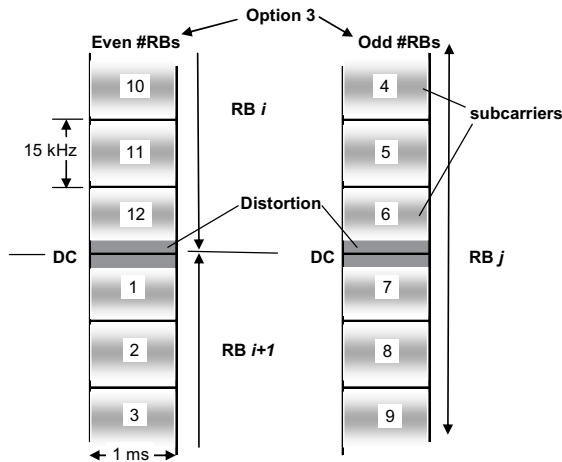 Option 3
Even #RBs
Odd #RBs
10
4
RB i
subcarriers
15 kHz
11
5
12
Distortion
6
DC
DC
RB j
1
7
2
RB i+1
8
3
9
1 ms